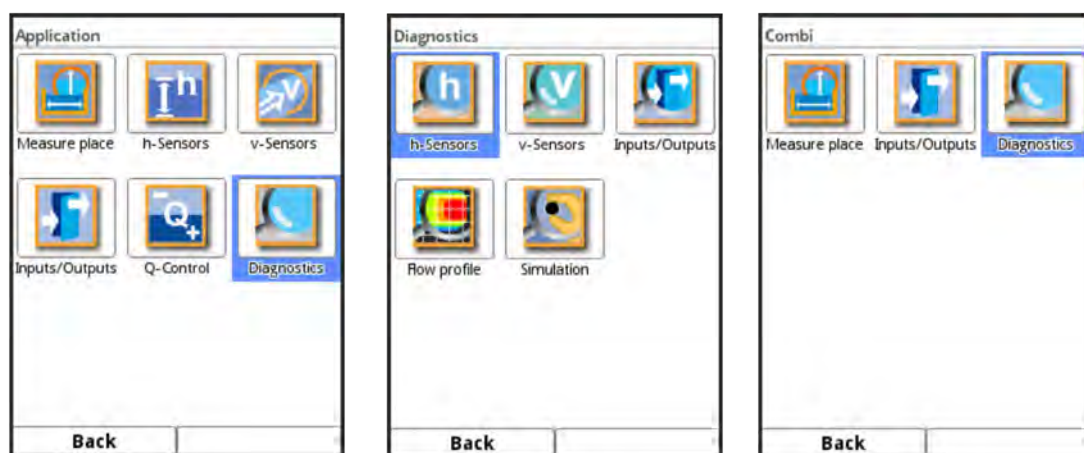 Application
Measure place h-Sensors v-Sensors
Inputs/Outputs Q-Control Diagnostics
Back
Diagnostics
h-Sensors v-Sensors Inputs/Outputs
Flow profile Simulation
Back
Combi
Measure place Inputs/Outputs Diagnostics
Back